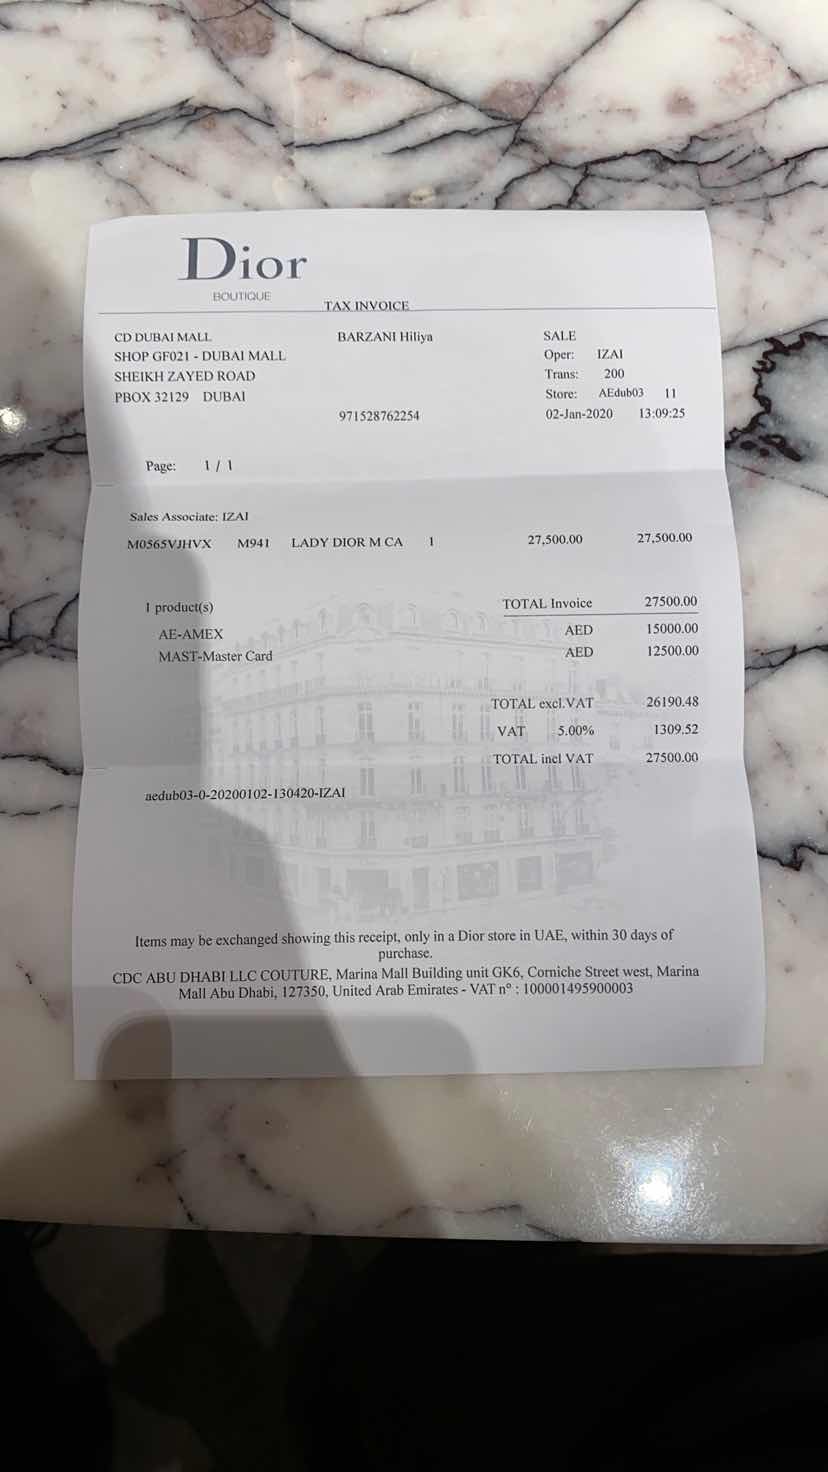 Dior
BOUTIQUE
TAX INVOICE
CD DUBAI MALL
SHOP GF021 - DUBAI MALL
SHEIKH ZAYED ROAD
PBOX 32129 DUBAI
BARZANI Hiliya
971528762254
SALE
Oper: IZAI
Trans: 200
Store: AEdub03 11
02-Jan-2020 13:09:25
Page: 1 / 1
Sales Associate: IZAI
M0565VJHVX M941 LADY DIOR M CA 1 27,500.00 27,500.00
1 product(s) TOTAL Invoice 27500.00
AE-AMEX AED 15000.00
MAST-Master Card AED 12500.00
TOTAL excl.VAT 26190.48
VAT 5.00% 1309.52
TOTAL incl VAT 27500.00
aedub03-0-20200102-130420-IZAI
Items may be exchanged showing this receipt, only in a Dior store in UAE, within 30 days of
purchase.
CDC ABU DHABI LLC COUTURE, Marina Mall Building unit GK6, Corniche Street west, Marina
Mall Abu Dhabi, 127350, United Arab Emirates - VAT n° : 100001495900003